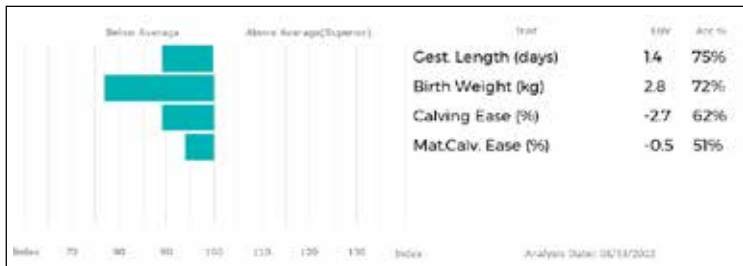 Below Average Above Average(Superior) Trait EBV Acc %
Gest. Length (days) 1.4 75%
Birth Weight (kg) 2.8 72%
Calving Ease (%) -2.7 62%
Mat.Calv. Ease (%) -0.5 51%
Index 70 80 90 100 110 120 130 Index Analysis Date: